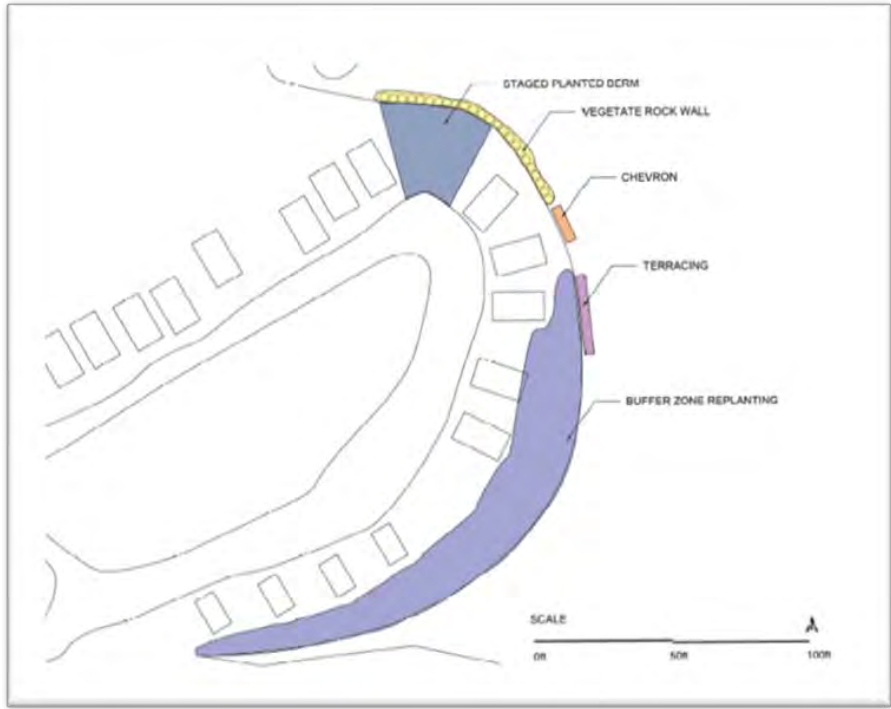 STAGED PLANTED BERM
VEGETATE ROCK WALL
CHEVRON
TERRACING
BUFFER ZONE REPLANTING
SCALE
0ft 50ft 100ft